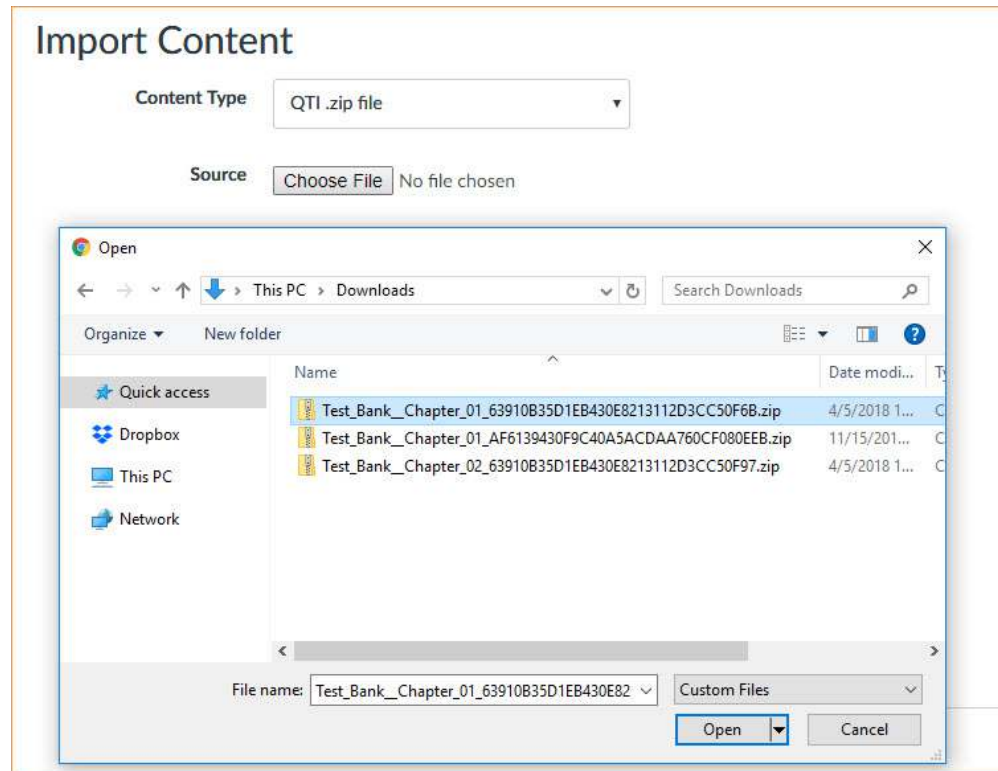 Import Content
Content Type QTI .zip file
Source Choose File No file chosen
Open
This PC > Downloads Search Downloads
Organize New folder
Name Date modi... Ty
Quick access
Test_Bank__Chapter_01_63910B35D1EB430E8213112D3CC50F6B.zip 4/5/2018 1... C
Dropbox
Test_Bank__Chapter_01_AF6139430F9C40A5ACDAA760CF080EEB.zip 11/15/201... C
Test_Bank__Chapter_02_63910B35D1EB430E8213112D3CC50F97.zip 4/5/2018 1... C
This PC
Network
File name: Test_Bank__Chapter_01_63910B35D1EB430E82 Custom Files
Open Cancel